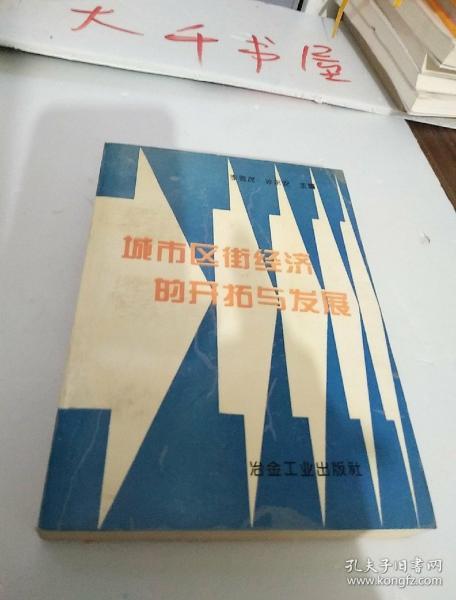 大千书屋
主编
城市区街经济
的开拓与发展
冶金工业出版社
孔夫子旧书网
www.kongfz.com